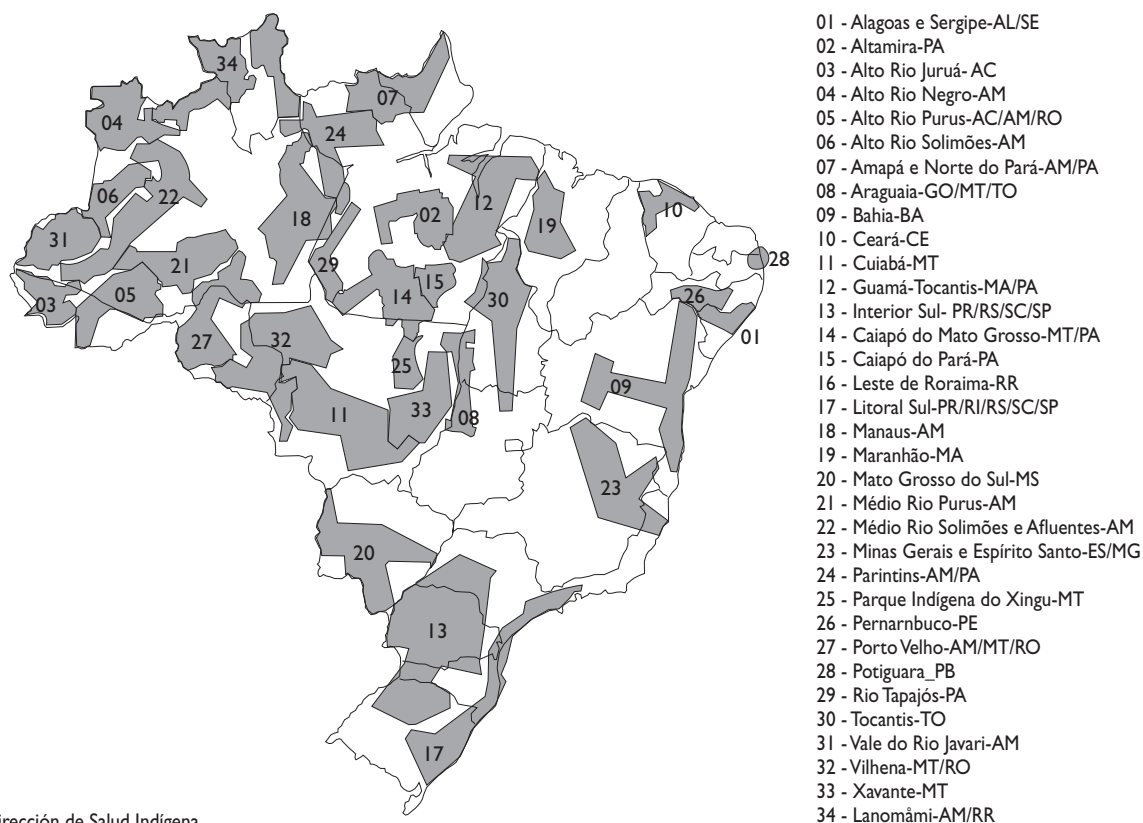 34
07
04
24
06
22
02
12
10
18
19
31
28
29
21
15
30
26
03
05
14
01
27
32
25
09
11
33
08
23
20
13
17
01 - Alagoas e Sergipe-AL/SE
02 - Altamira-PA
03 - Alto Rio Juruá- AC
04 - Alto Rio Negro-AM
05 - Alto Rio Purus-AC/AM/RO
06 - Alto Rio Solimões-AM
07 - Amapá e Norte do Pará-AM/PA
08 - Araguaia-GO/MT/TO
09 - Bahia-BA
10 - Ceará-CE
11 - Cuiabá-MT
12 - Guamá-Tocantis-MA/PA
13 - Interior Sul- PR/RS/SC/SP
14 - Caiapó do Mato Grosso-MT/PA
15 - Caiapó do Pará-PA
16 - Leste de Roraima-RR
17 - Litoral Sul-PR/RI/RS/SC/SP
18 - Manaus-AM
19 - Maranhão-MA
20 - Mato Grosso do Sul-MS
21 - Médio Rio Purus-AM
22 - Médio Rio Solimões e Afluentes-AM
23 - Minas Gerais e Espírito Santo-ES/MG
24 - Parintins-AM/PA
25 - Parque Indígena do Xingu-MT
26 - Pernarnbuco-PE
27 - Porto Velho-AM/MT/RO
28 - Potiguara_PB
29 - Rio Tapajós-PA
30 - Tocantis-TO
31 - Vale do Rio Javari-AM
32 - Vilhena-MT/RO
33 - Xavante-MT
34 - Lanomåmi-AM/RR